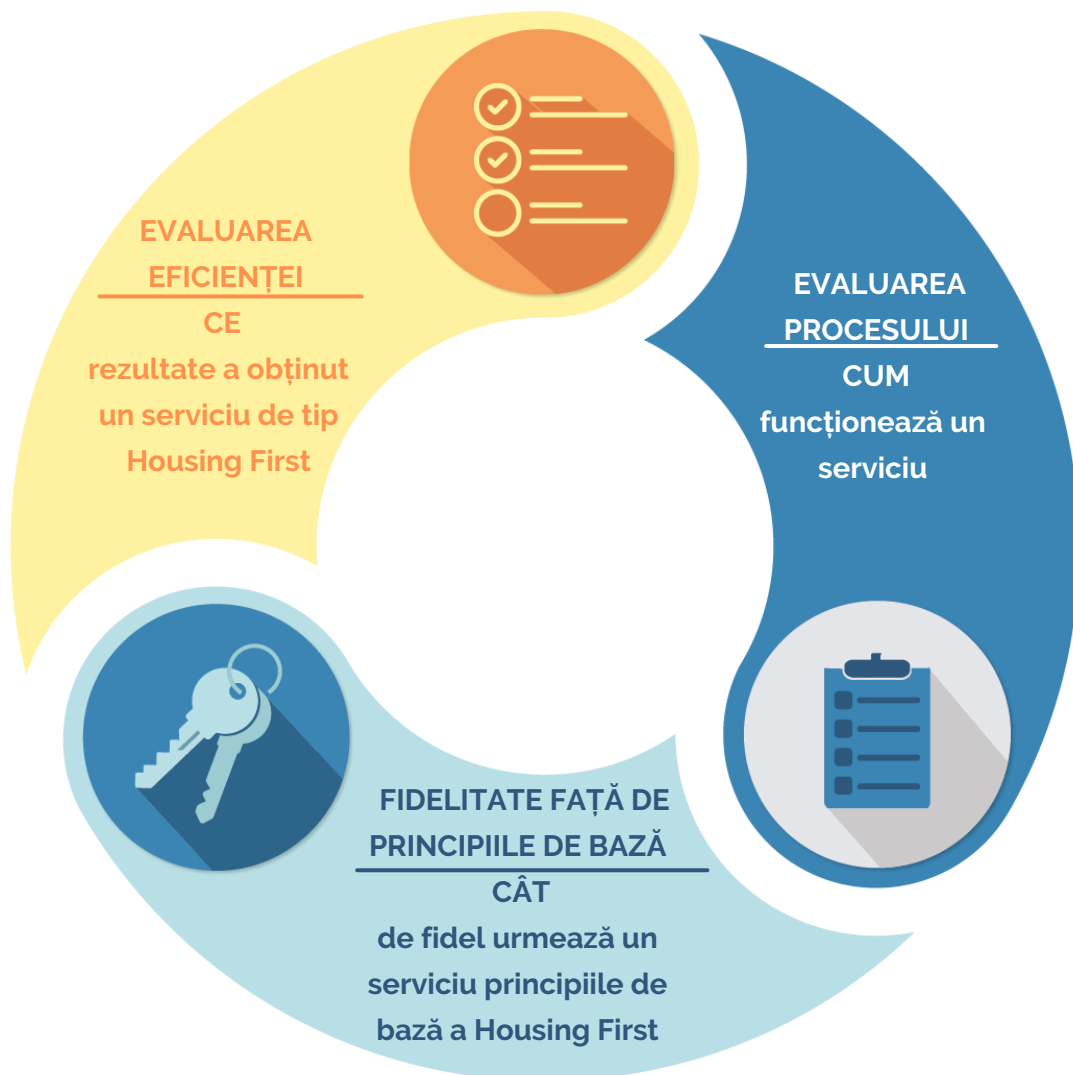 EVALUAREA
EFICIENȚEI
CE
rezultate a obținut
un serviciu de tip
Housing First
EVALUAREA
PROCESULUI
CUM
funcționează un
serviciu
FIDELITATE FAȚĂ DE
PRINCIPIILE DE BAZĂ
CÂT
de fidel urmează un
serviciu principiile de
bază a Housing First